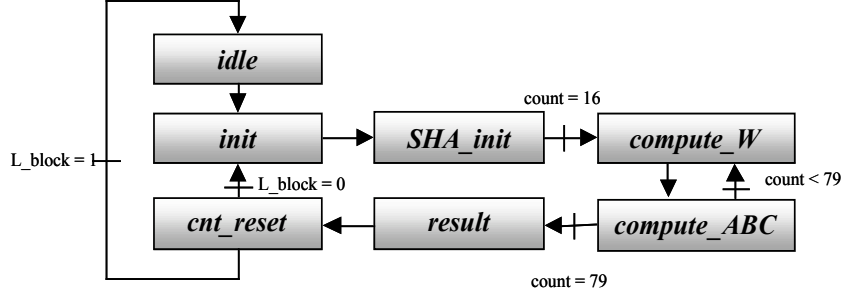 idle
count = 16
init
SHA_init
compute_W
L_block = 1
L_block = 0
count < 79
cnt_reset
result
compute_ABC
count = 79